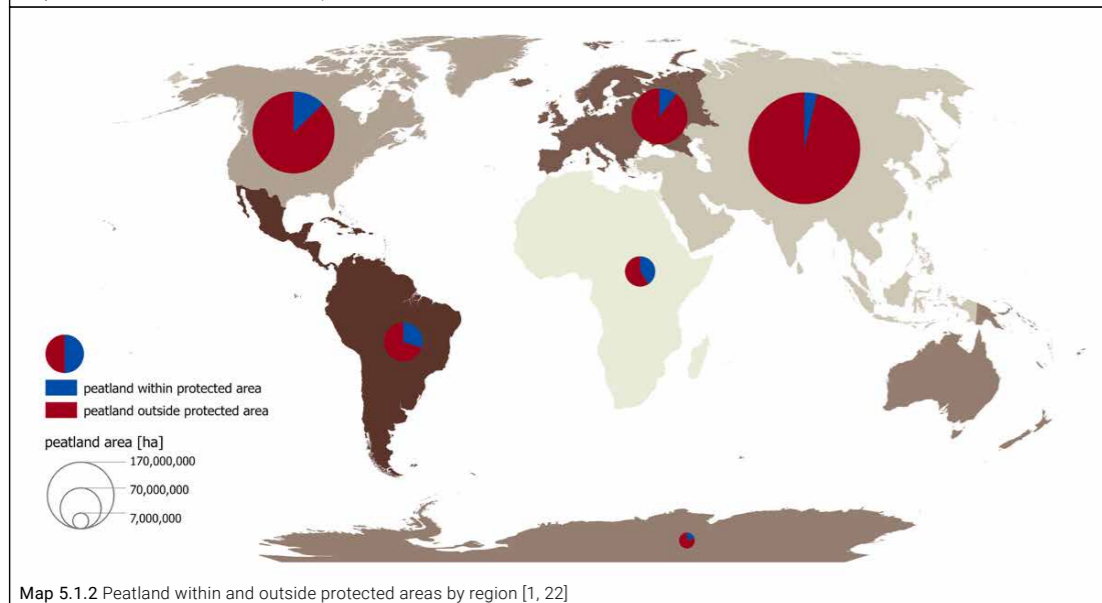 peatland within protected area
peatland outside protected area
peatland area [ha]
170,000,000
70,000,000
7,000,000
Map 5.1.2 Peatland within and outside protected areas by region [1, 22]